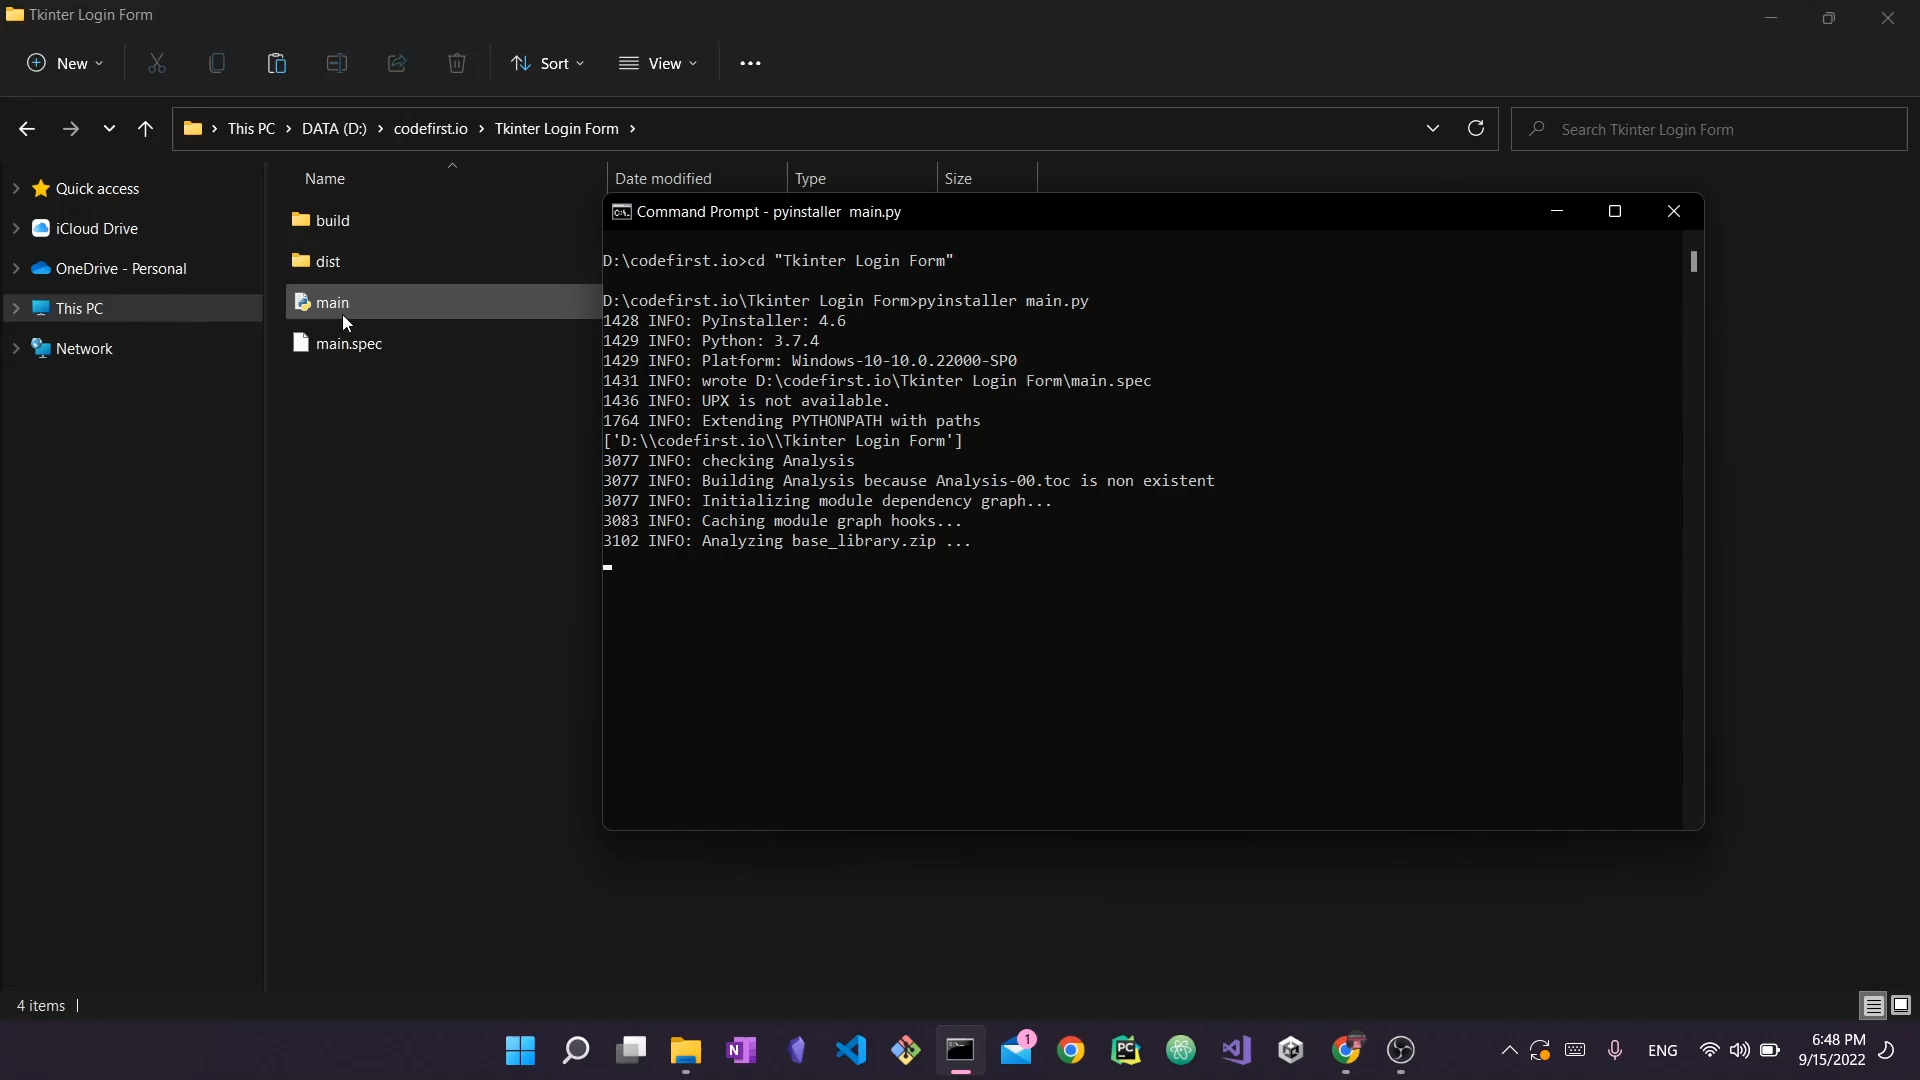 Tkinter Login Form
New
Sort
View
This PC
DATA (D:)
codefirst.io
Tkinter Login Form
Search Tkinter Login Form
Quick access
iCloud Drive
OneDrive - Personal
This PC
Network
Name
Date modified
Type
Size
build
dist
main
main.spec
Command Prompt - pyinstaller main.py
D:\codefirst.io>cd "Tkinter Login Form"
D:\codefirst.io\Tkinter Login Form>pyinstaller main.py
1428 INFO: PyInstaller: 4.6
1429 INFO: Python: 3.7.4
1429 INFO: Platform: Windows-10-10.0.22000-SP0
1431 INFO: wrote D:\codefirst.io\Tkinter Login Form\main.spec
1436 INFO: UPX is not available.
1764 INFO: Extending PYTHONPATH with paths
['D:\\codefirst.io\\Tkinter Login Form']
3077 INFO: checking Analysis
3077 INFO: Building Analysis because Analysis-00.toc is non existent
3077 INFO: Initializing module dependency graph...
3083 INFO: Caching module graph hooks...
3102 INFO: Analyzing base_library.zip ...
4 items
N
1
PC
ENG
6:48 PM
9/15/2022